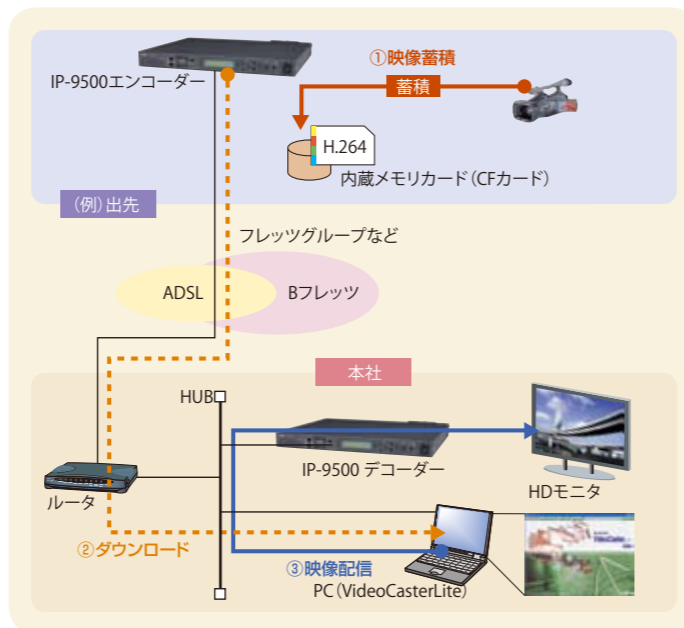 ①映像蓄積
IP-9500エンコーダー
蓄積
H.264
内蔵メモリカード(CFカード)
(例)出先
フレッツグループなど
ADSL
Bフレッツ
本社
HUB
IP-9500 デコーダー
HDモニタ
ルータ
②ダウンロード
③映像配信
PC(VideoCasterLite)